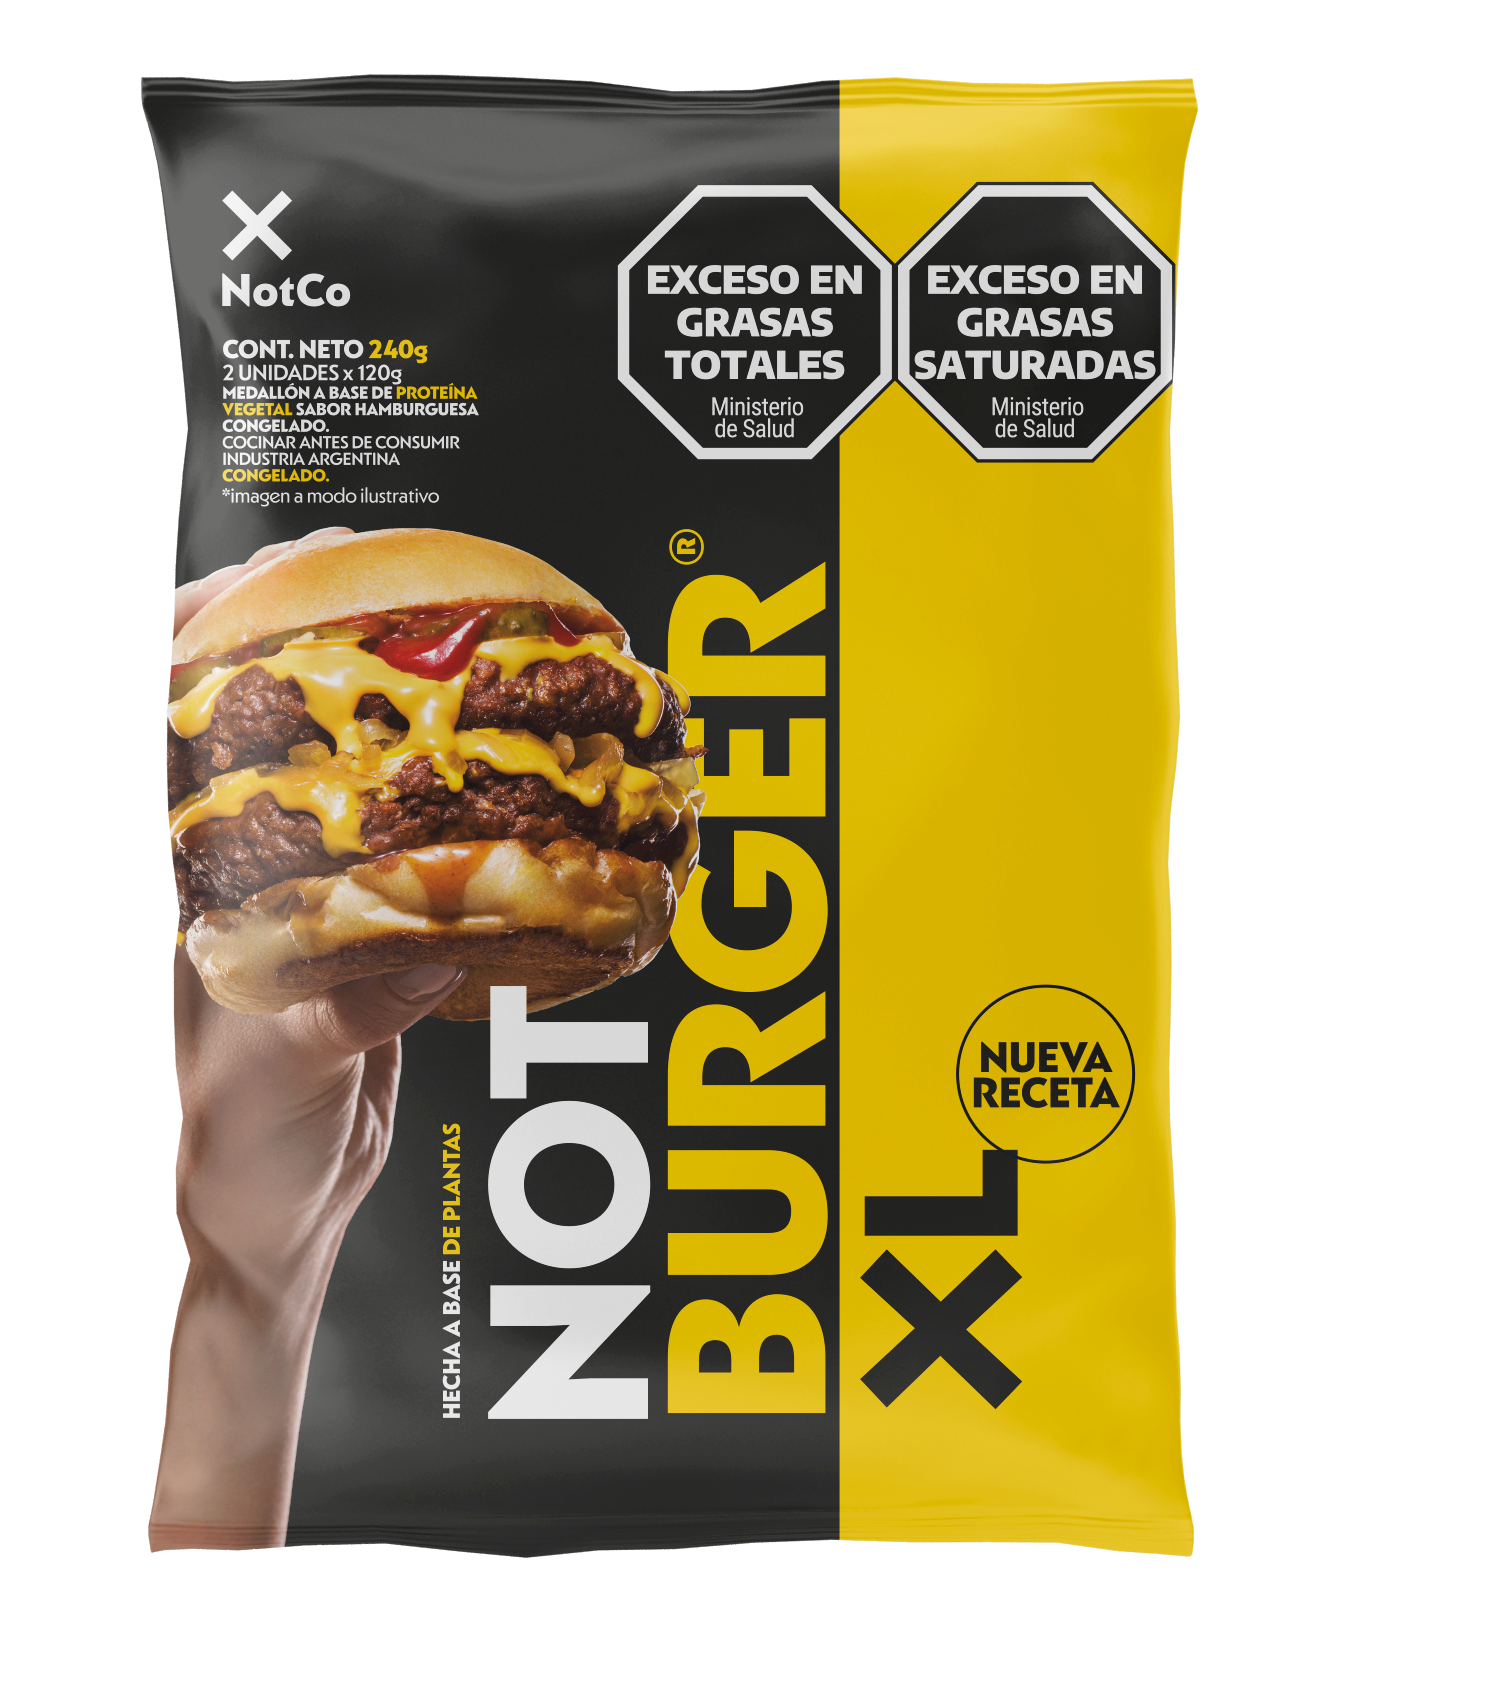 NotCo
CONT. NETO 240g
2 UNIDADES x 120g
MEDALLÓN A BASE DE PROTEÍNA
VEGETAL SABOR HAMBURGUESA
CONGELADO.
COCINAR ANTES DE CONSUMIR
INDUSTRIA ARGENTINA
CONGELADO.
*imagen a modo ilustrativo
EXCESO EN
GRASAS
TOTALES
Ministerio
de Salud
EXCESO EN
GRASAS
SATURADAS
Ministerio
de Salud
HECHA A BASE DE PLANTAS
NOT
BURGER®
XL
NUEVA
RECETA